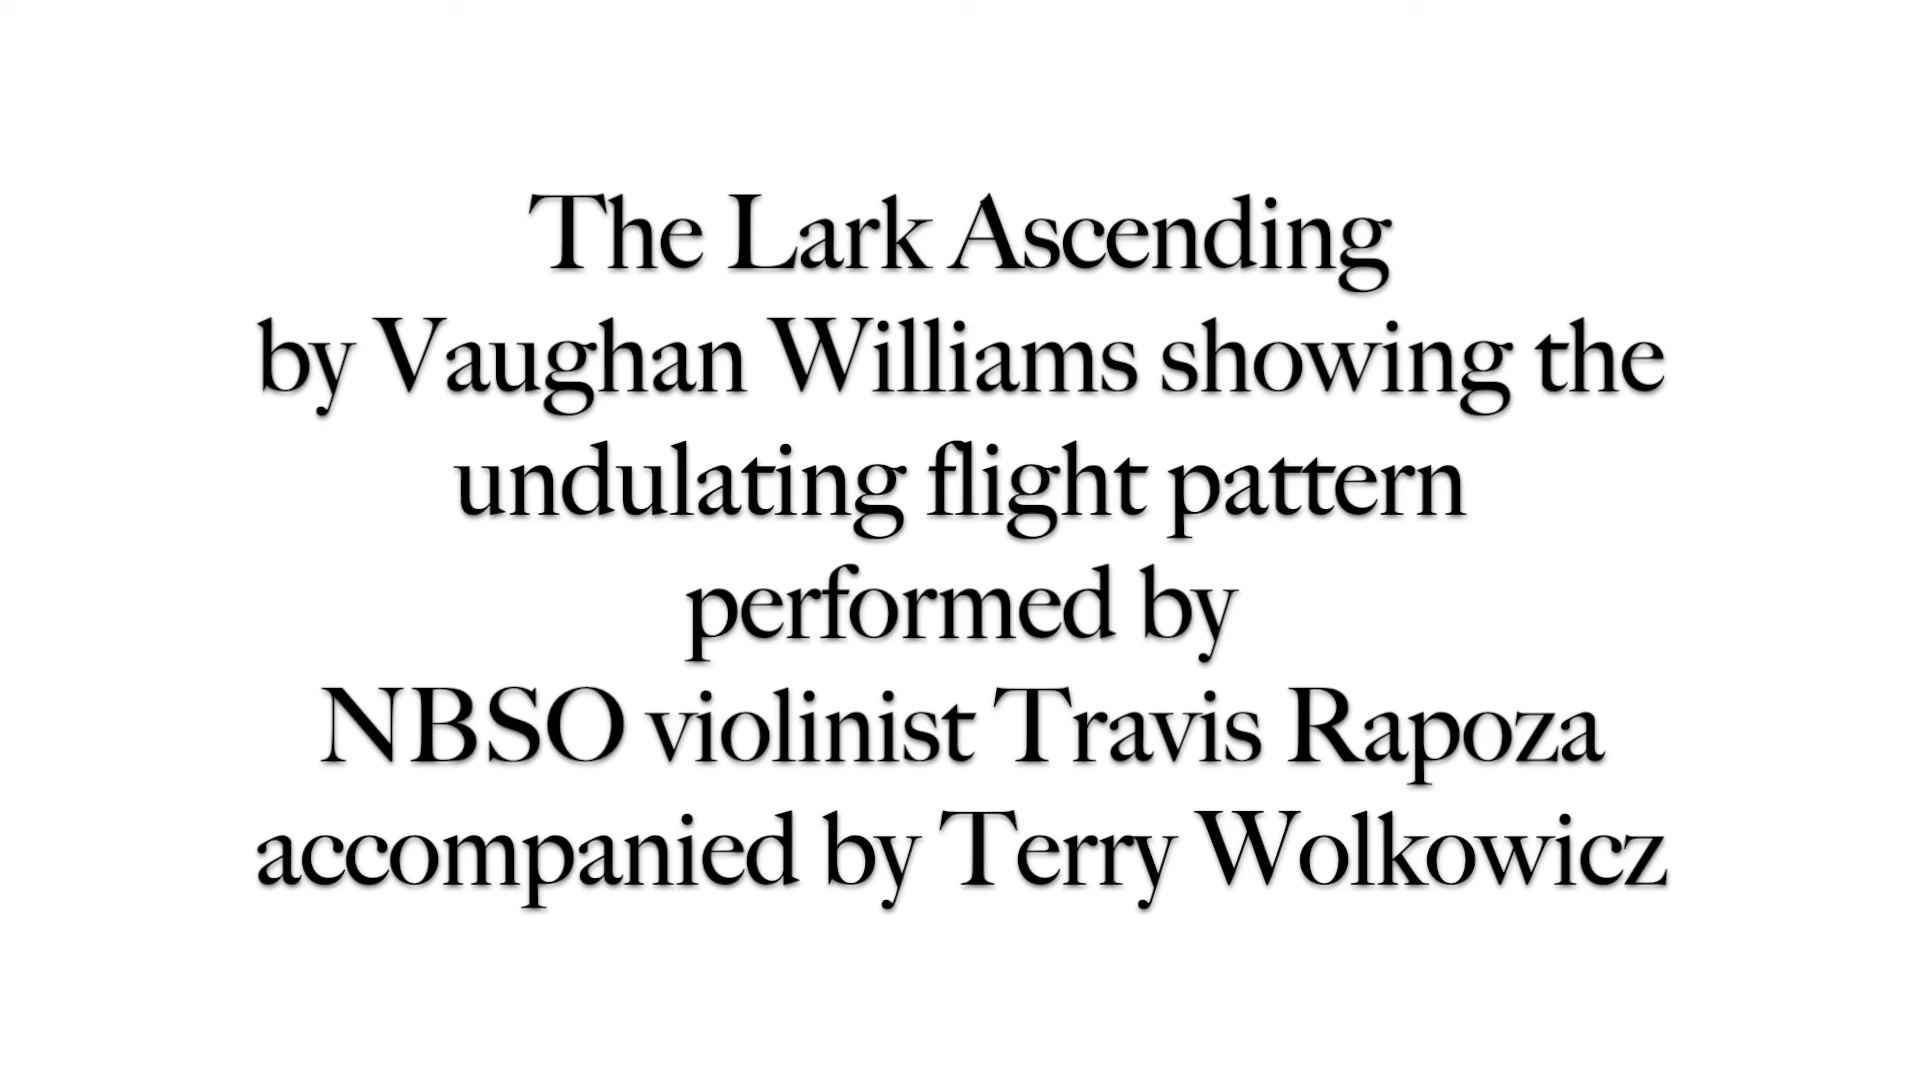 The Lark Ascending
by Vaughan Williams showing the
undulating flight pattern
performed by
NBSO violinist Travis Rapoza
accompanied by Terry Wolkowicz